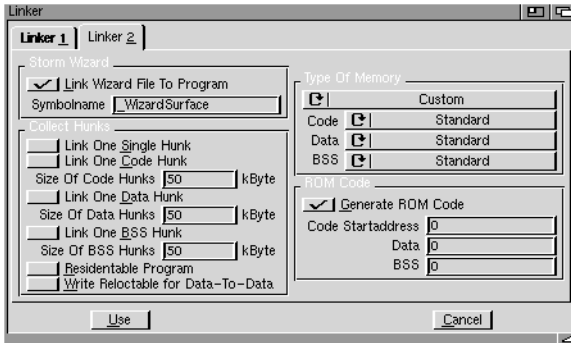 Linker
Linker 1
Linker 2
Storm Wizard
Link Wizard File To Program
Symbolname _WizardSurface
Collect Hunks
Link One Single Hunk
Link One Code Hunk
Size Of Code Hunks 50 kByte
Link One Data Hunk
Size Of Data Hunks 50 kByte
Link One BSS Hunk
Size Of BSS Hunks 50 kByte
Residentable Program
Write Reloctable for Data-To-Data
Type Of Memory
Custom
Code Standard
Data Standard
BSS Standard
ROM Code
Generate ROM Code
Code Startaddress 0
Data 0
BSS 0
Use
Cancel